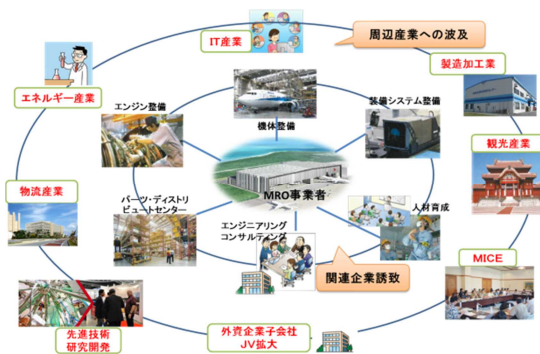 IT産業
周辺産業への波及
製造加工業
エネルギー産業
エンジン整備
機体整備
装備システム整備
観光産業
物流産業
MRO事業者
パーツ・ディストリ
ビュートセンター
エンジニアリング
コンサルティング
人材育成
関連企業誘致
MICE
先進技術
研究開発
外資企業子会社
JV拡大